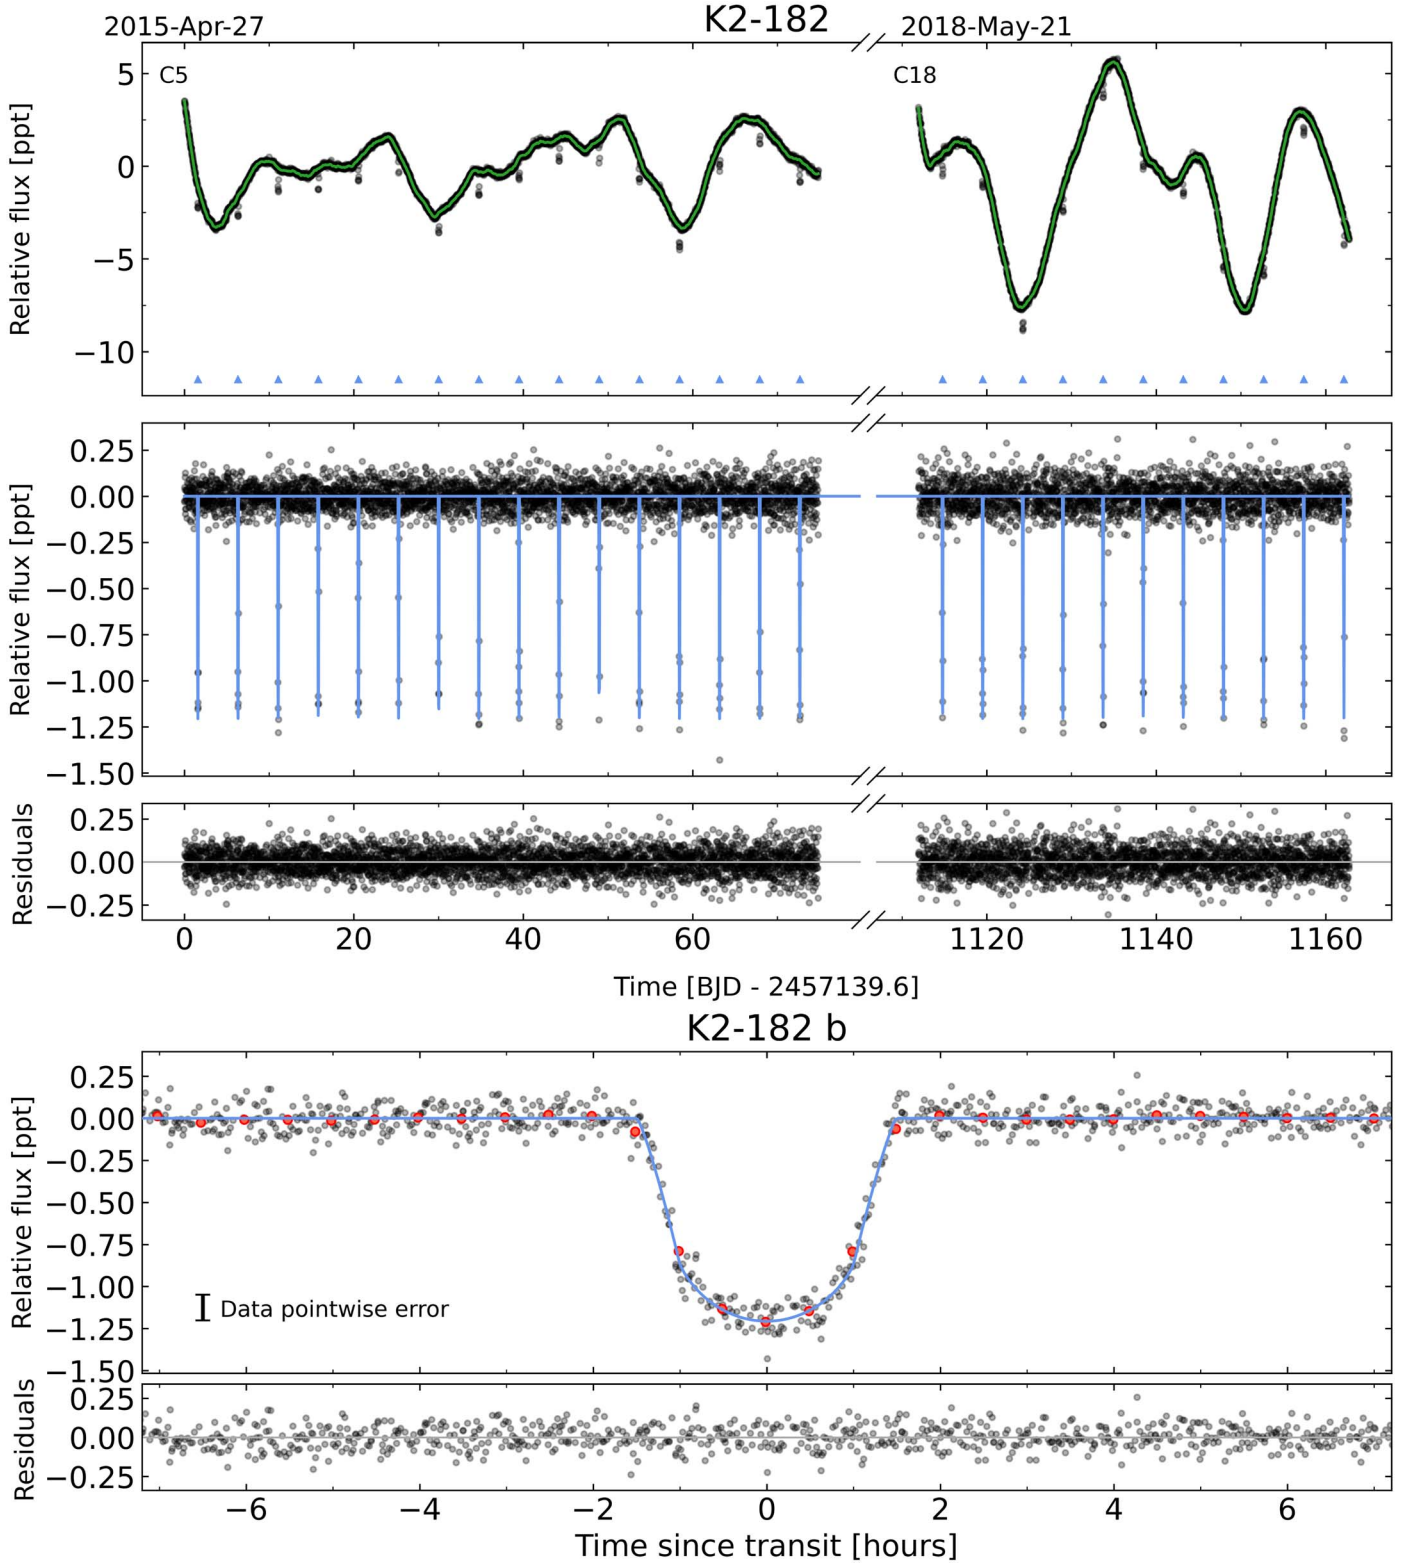 K2-182
2015-Apr-27
2018-May-21
C5
C18
Relative flux [ppt]
5
0
−5
−10
Relative flux [ppt]
0.25
0.00
−0.25
−0.50
−0.75
−1.00
−1.25
−1.50
Residuals
0.25
0.00
−0.25
0 20 40 60 1120 1140 1160
Time [BJD - 2457139.6]
K2-182 b
Relative flux [ppt]
0.25
0.00
−0.25
−0.50
−0.75
−1.00
−1.25
−1.50
Data pointwise error
Residuals
0.25
0.00
−0.25
−6 −4 −2 0 2 4 6
Time since transit [hours]